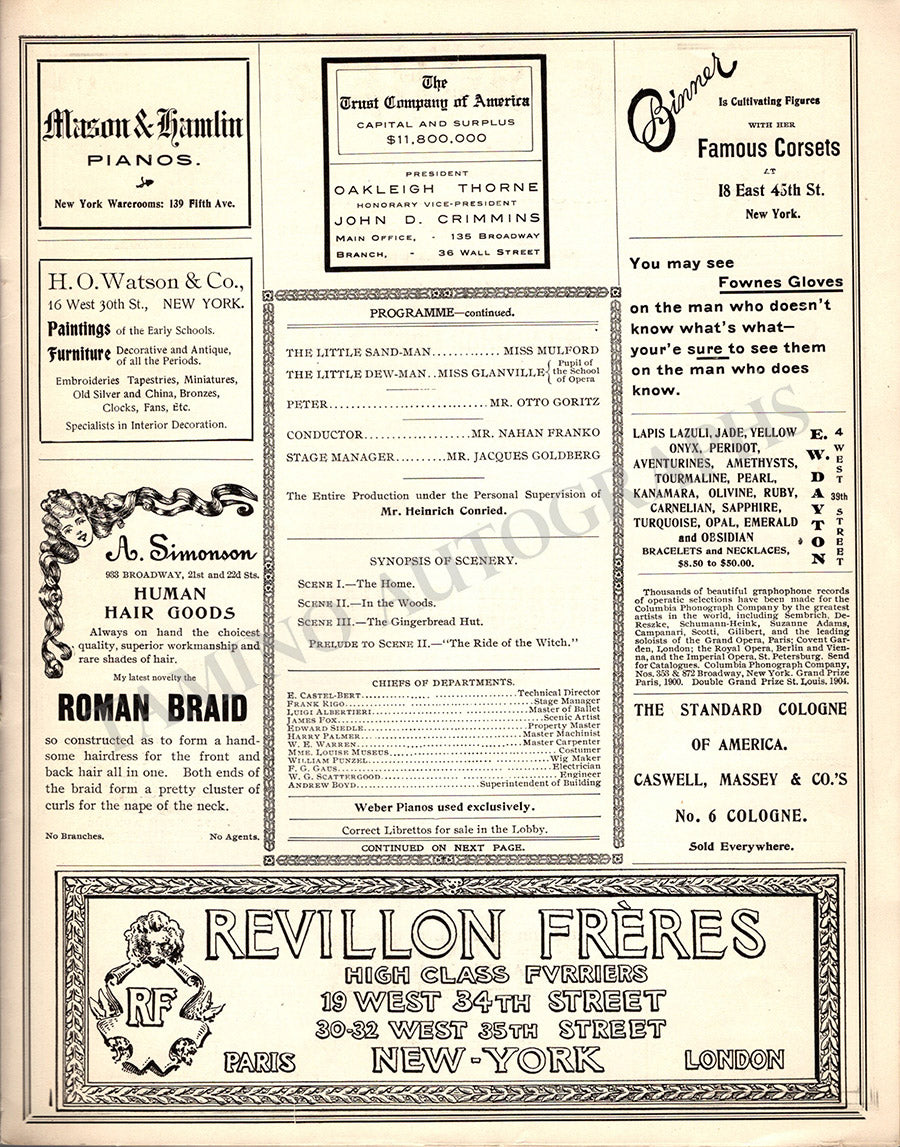 Mason & Hamlin
PIANOS.
New York Warerooms: 139 Fifth Ave.
H. O. Watson & Co.,
16 West 30th St., NEW YORK.
Paintings of the Early Schools.
Furniture Decorative and Antique,
of all the Periods.
Embroideries Tapestries, Miniatures,
Old Silver and China, Bronzes,
Clocks, Fans, Etc.
Specialists in Interior Decoration.
A. Simonson
933 BROADWAY, 21st and 22d Sts.
HUMAN
HAIR GOODS
Always on hand the choicest
quality, superior workmanship and
rare shades of hair.
My latest novelty the
ROMAN BRAID
so constructed as to form a hand-
some hairdress for the front and
back hair all in one. Both ends of
the braid form a pretty cluster of
curls for the nape of the neck.
No Branches. No Agents.
The
Trust Company of America
CAPITAL AND SURPLUS
$11,800,000
PRESIDENT
OAKLEIGH THORNE
HONORARY VICE-PRESIDENT
JOHN D. CRIMMINS
MAIN OFFICE, - 135 BROADWAY
BRANCH, - 36 WALL STREET
PROGRAMME—continued.
THE LITTLE SAND-MAN............ MISS MULFORD
THE LITTLE DEW-MAN..MISS GLANVILLE { Pupil of
the School
of Opera
PETER.................................MR. OTTO GORITZ
CONDUCTOR.....................MR. NAHAN FRANKO
STAGE MANAGER.........MR. JACQUES GOLDBERG
The Entire Production under the Personal Supervision of
Mr. Heinrich Conried.
SYNOPSIS OF SCENERY.
SCENE I.—The Home.
SCENE II.—In the Woods.
SCENE III.—The Gingerbread Hut.
PRELUDE TO SCENE II.—"The Ride of the Witch."
CHIEFS OF DEPARTMENTS.
E. CASTEL-BERT..............Technical Director
FRANK RIGO..............Stage Manager
LUIGI ALBERTIERI..............Master of Ballet
JAMES FOX..............Scenic Artist
EDWARD SIEDLE..............Property Master
HARRY PALMER..............Master Machinist
W. E. WARREN..............Master Carpenter
MME. LOUISE MUSEUS..............Costumer
WILLIAM PUNZEL..............Wig Maker
F. G. GAUS..............Electrician
W. G. SCATTERGOOD..............Engineer
ANDREW BOYD..............Superintendent of Building
Weber Pianos used exclusively.
Correct Librettos for sale in the Lobby.
CONTINUED ON NEXT PAGE.
Binner
Is Cultivating Figures
WITH HER
Famous Corsets
AT
18 East 45th St.
New York.
You may see
Fownes Gloves
on the man who doesn't
know what's what—
your'e sure to see them
on the man who does
know.
LAPIS LAZULI, JADE, YELLOW
ONYX, PERIDOT,
AVENTURINES, AMETHYSTS,
TOURMALINE, PEARL,
KANAMARA, OLIVINE, RUBY,
CARNELIAN, SAPPHIRE,
TURQUOISE, OPAL, EMERALD
and OBSIDIAN
BRACELETS and NECKLACES,
$8.50 to $50.00.
E. W. DAYTON
4 WEST 39th STREET
Thousands of beautiful graphophone records
of operatic selections have been made for the
Columbia Phonograph Company by the greatest
artists in the world, including Sembrich, De-
Reszke, Schumann-Heink, Suzanne Adams,
Campanari, Scotti, Gilibert, and the leading
soloists of the Grand Opera, Paris; Covent Gar-
den, London; the Royal Opera, Berlin and Vien-
na, and the Imperial Opera, St. Petersburg. Send
for Catalogues. Columbia Phonograph Company,
Nos. 353 & 872 Broadway, New York. Grand Prize
Paris, 1900. Double Grand Prize St. Louis, 1904.
THE STANDARD COLOGNE
OF AMERICA.
CASWELL, MASSEY & CO.'S
No. 6 COLOGNE.
Sold Everywhere.
RF
REVILLON FRÈRES
HIGH CLASS FVRRIERS
19 WEST 34TH STREET
30-32 WEST 35TH STREET
PARIS NEW-YORK LONDON
TAMINO AUTOGRAPHS